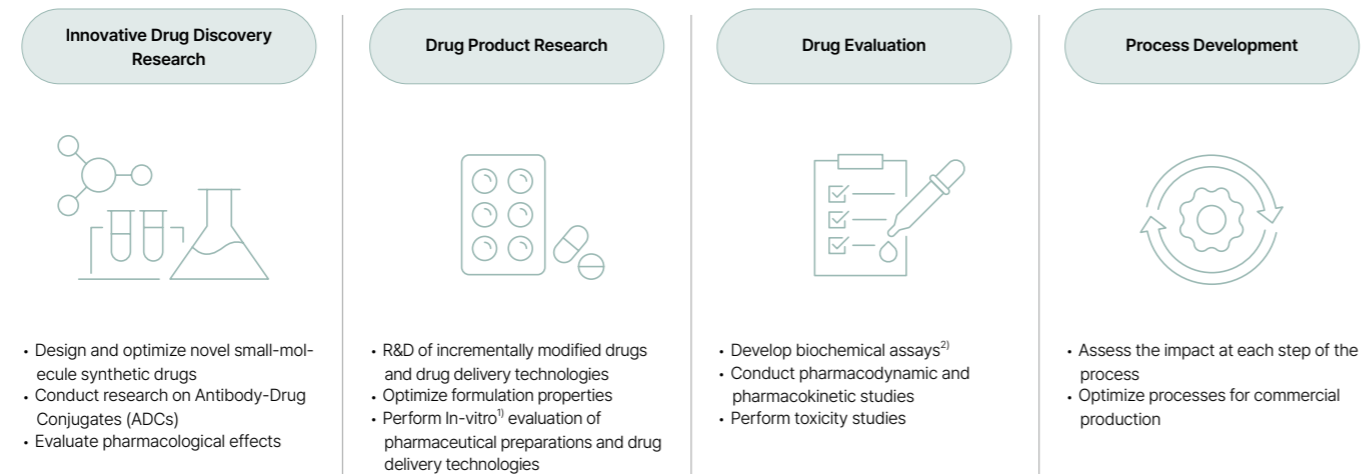 Innovative Drug Discovery
Research
Drug Product Research
Drug Evaluation
Process Development
• Design and optimize novel small-mol-
ecule synthetic drugs
• Conduct research on Antibody-Drug
Conjugates (ADCs)
• Evaluate pharmacological effects
• R&D of incrementally modified drugs
and drug delivery technologies
• Optimize formulation properties
• Perform In-vitro1) evaluation of
pharmaceutical preparations and drug
delivery technologies
• Develop biochemical assays2)
• Conduct pharmacodynamic and
pharmacokinetic studies
• Perform toxicity studies
• Assess the impact at each step of the
process
• Optimize processes for commercial
production